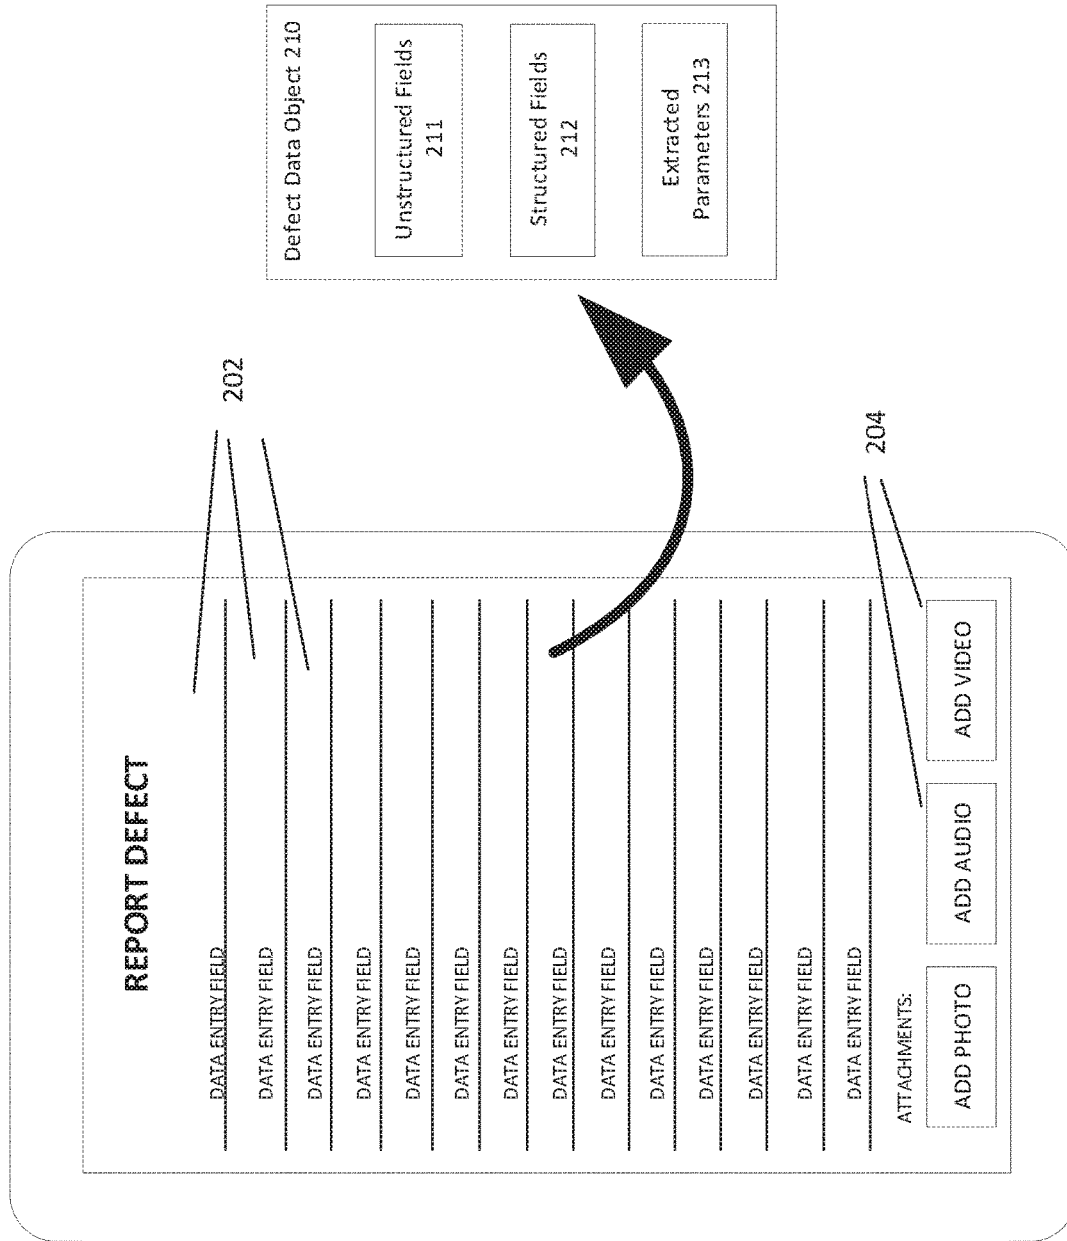 REPORT DEFECT
202
DATA ENTRY FIELD
DATA ENTRY FIELD
DATA ENTRY FIELD
DATA ENTRY FIELD
DATA ENTRY FIELD
DATA ENTRY FIELD
DATA ENTRY FIELD
DATA ENTRY FIELD
DATA ENTRY FIELD
DATA ENTRY FIELD
DATA ENTRY FIELD
DATA ENTRY FIELD
DATA ENTRY FIELD
ATTACHMENTS:
204
ADD PHOTO
ADD AUDIO
ADD VIDEO
Defect Data Object 210
Unstructured Fields
211
Structured Fields
212
Extracted
Parameters 213